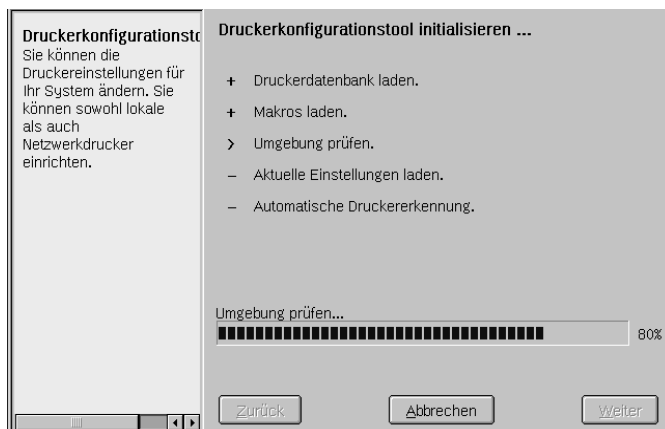 Druckerkonfigurationsto
Sie können die
Druckereinstellungen für
Ihr System ändern. Sie
können sowohl lokale
als auch
Netzwerkdrucker
einrichten.
Druckerkonfigurationstool initialisieren ...
+ Druckerdatenbank laden.
+ Makros laden.
> Umgebung prüfen.
– Aktuelle Einstellungen laden.
– Automatische Druckererkennung.
Umgebung prüfen...
80%
Zurück
Abbrechen
Weiter